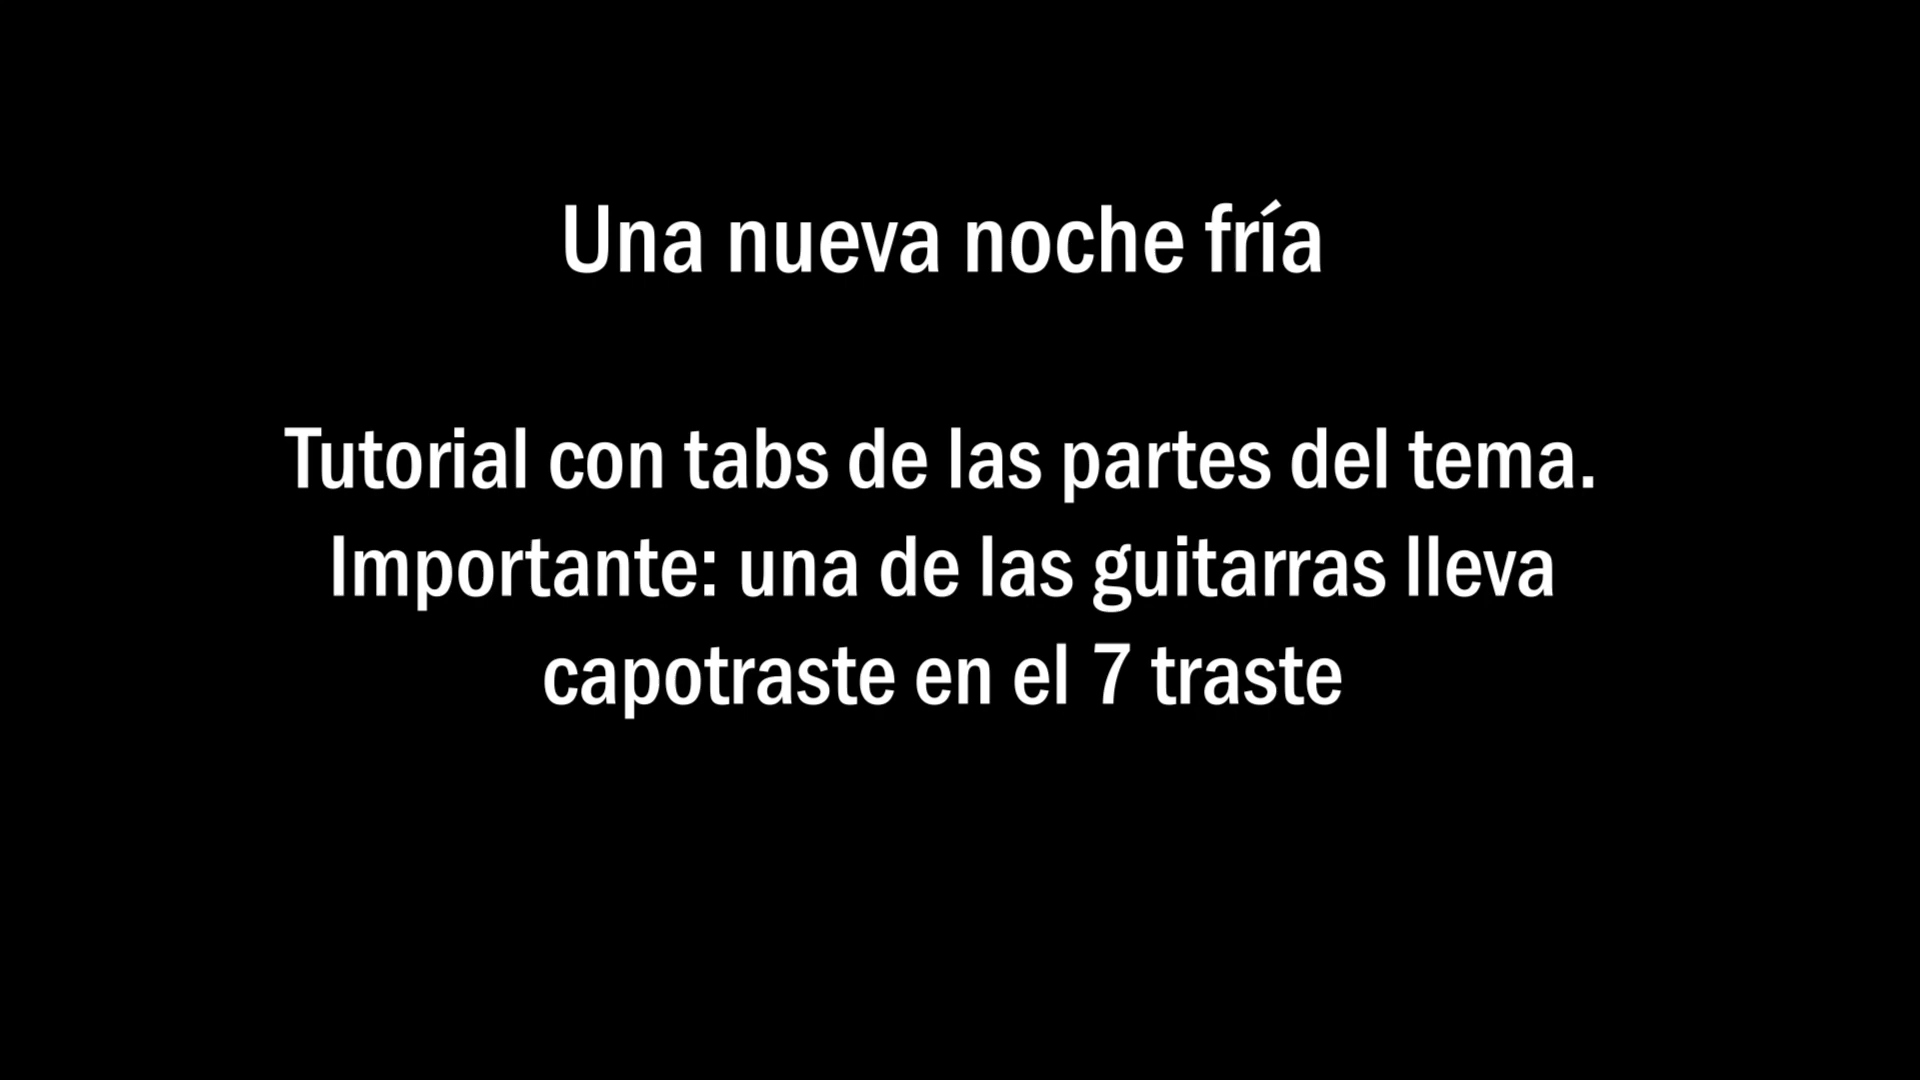 Una nueva noche fría
Tutorial con tabs de las partes del tema.
Importante: una de las guitarras lleva
capotraste en el 7 traste